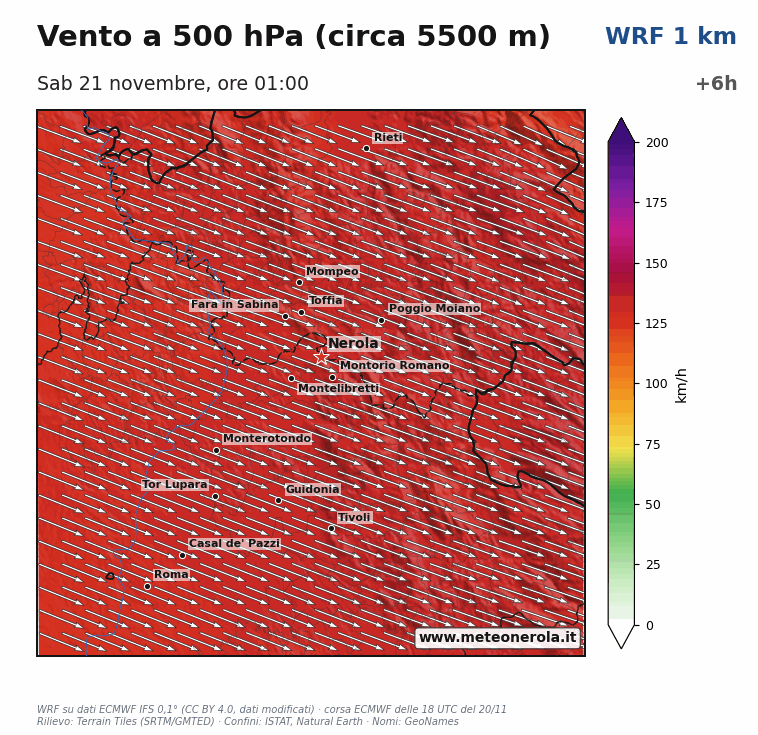 Vento a 500 hPa (circa 5500 m)
WRF 1 km
Sab 21 novembre, ore 01:00
+6h
Rieti
Mompeo
Fara in Sabina
Toffia
Poggio Moiano
Nerola
Montorio Romano
Montelibretti
Monterotondo
Tor Lupara
Guidonia
Tivoli
Casal de' Pazzi
Roma
www.meteonerola.it
200
175
150
125
100
75
50
25
0
km/h
WRF su dati ECMWF IFS 0,1° (CC BY 4.0, dati modificati) · corsa ECMWF delle 18 UTC del 20/11
Rilievo: Terrain Tiles (SRTM/GMTED) · Confini: ISTAT, Natural Earth · Nomi: GeoNames